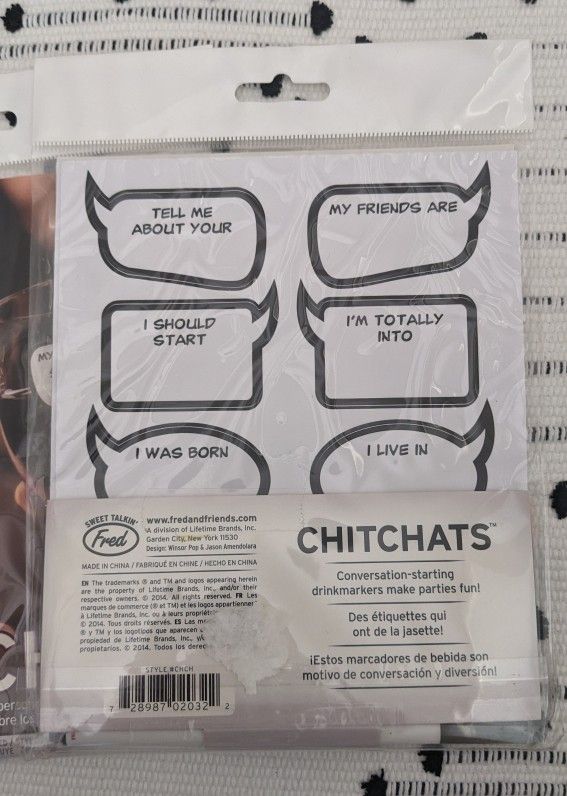 TELL ME
ABOUT YOUR
MY FRIENDS ARE
I SHOULD
START
I'M TOTALLY
INTO
I WAS BORN
I LIVE IN
MY
SWEET TALKIN'
Fred
www.fredandfriends.com
A division of Lifetime Brands, Inc.
Garden City, New York 11530
Design: Winsor Pop & Jason Amendolara
MADE IN CHINA / FABRIQUÉ EN CHINE / HECHO EN CHINA
EN The trademarks ® and TM and logos appearing herein
are the property of Lifetime Brands, Inc., and/or their
respective owners. © 2014. All rights reserved. FR Les
marques de commerce (® et TM) et les logos appartiennent
à Lifetime Brands, Inc. ou à leurs
© 2014. Tous droits réservés. ES Las
® y TM y los logotipos que aparecen
propiedad de Lifetime Brands, Inc.,
propietarios. © 2014. Todos los
STYLE #CHCH
7 28987 02032 2
CHITCHATS™
Conversation-starting
drinkmarkers make parties fun!
Des étiquettes qui
ont de la jasette!
¡Estos marcadores de bebida son
motivo de conversación y diversión!